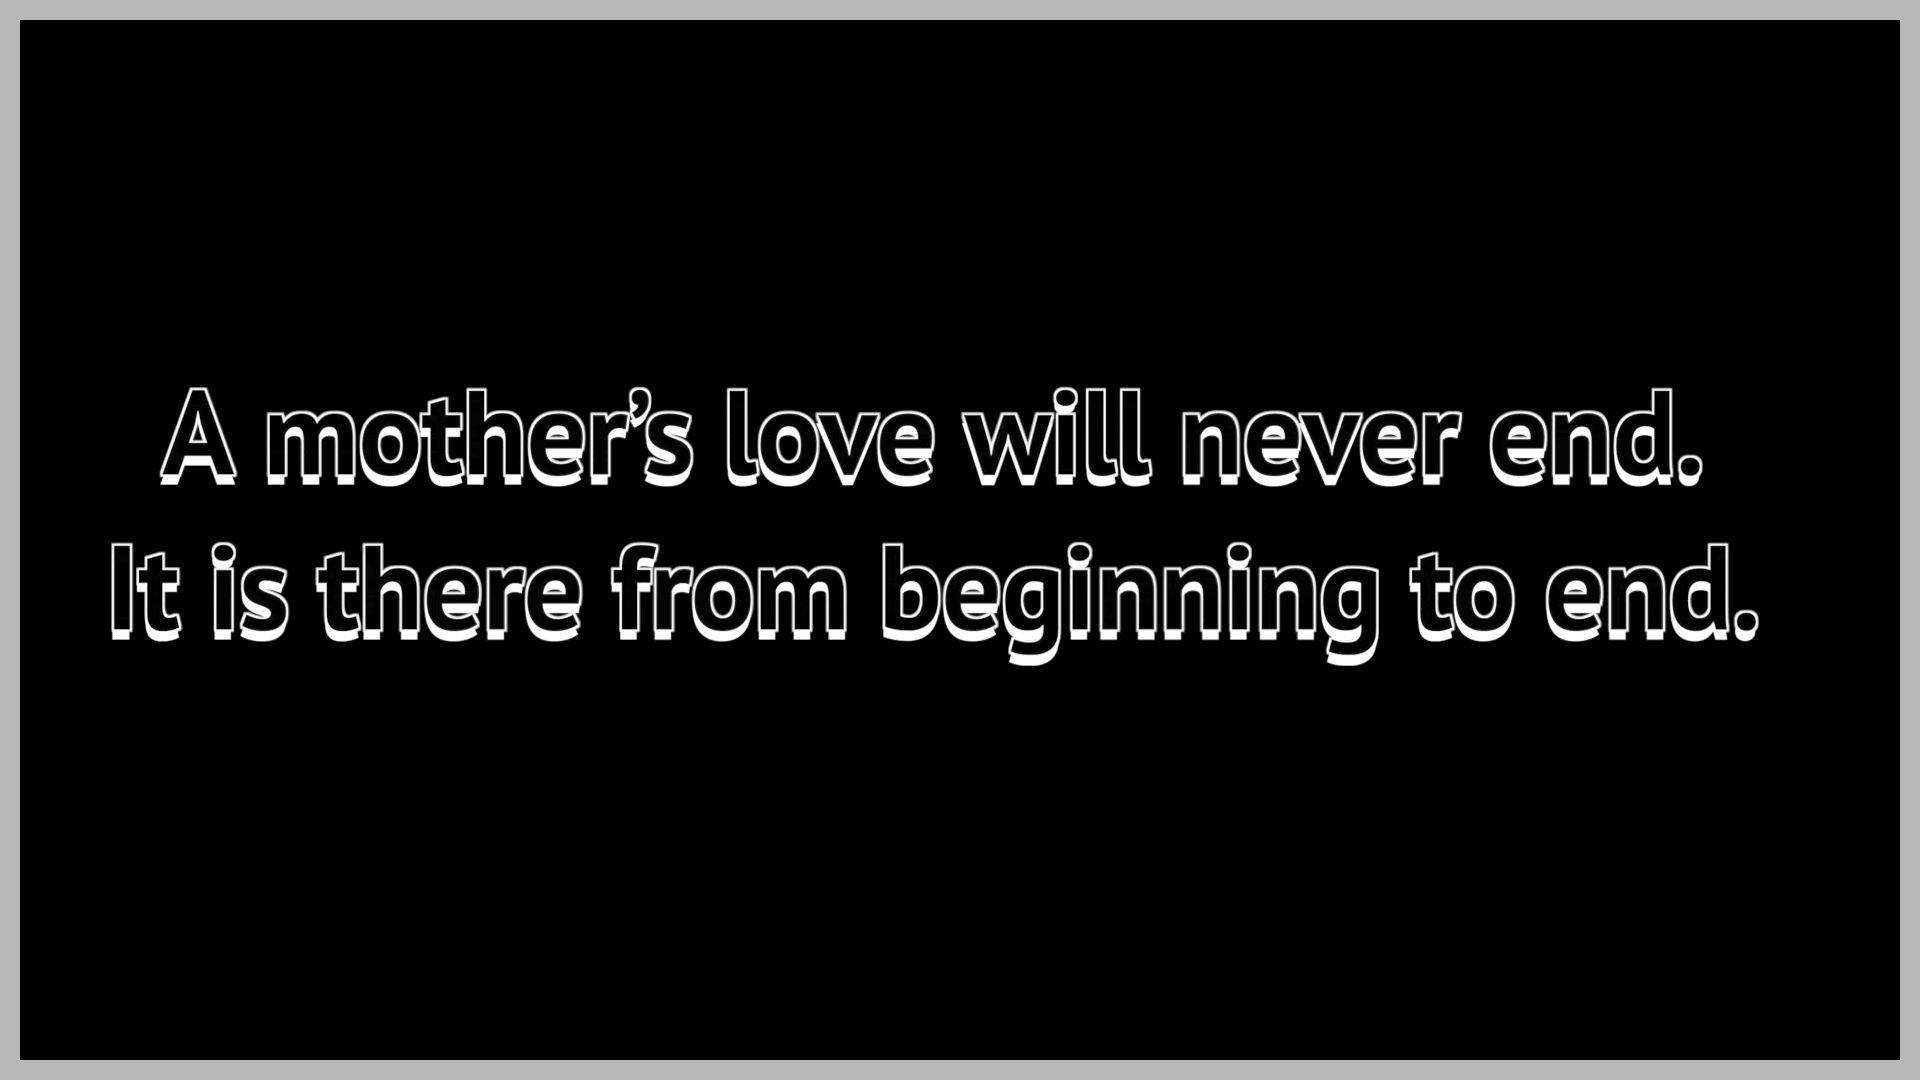 A mother’s love will never end.
It is there from beginning to end.